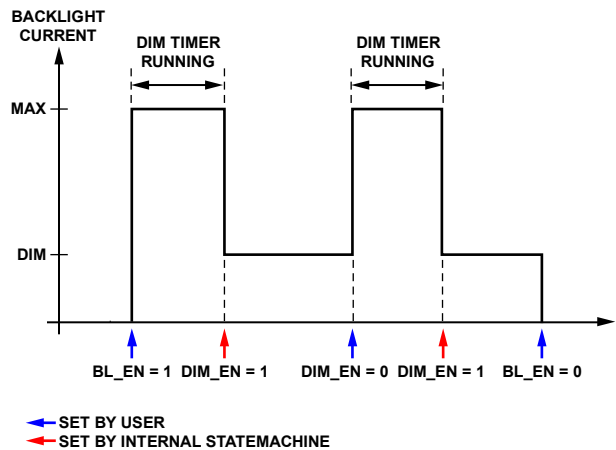 BACKLIGHT
CURRENT
DIM TIMER
RUNNING
DIM TIMER
RUNNING
MAX
DIM
BL_EN = 1
DIM_EN = 1
DIM_EN = 0
DIM_EN = 1
BL_EN = 0
SET BY USER
SET BY INTERNAL STATEMACHINE